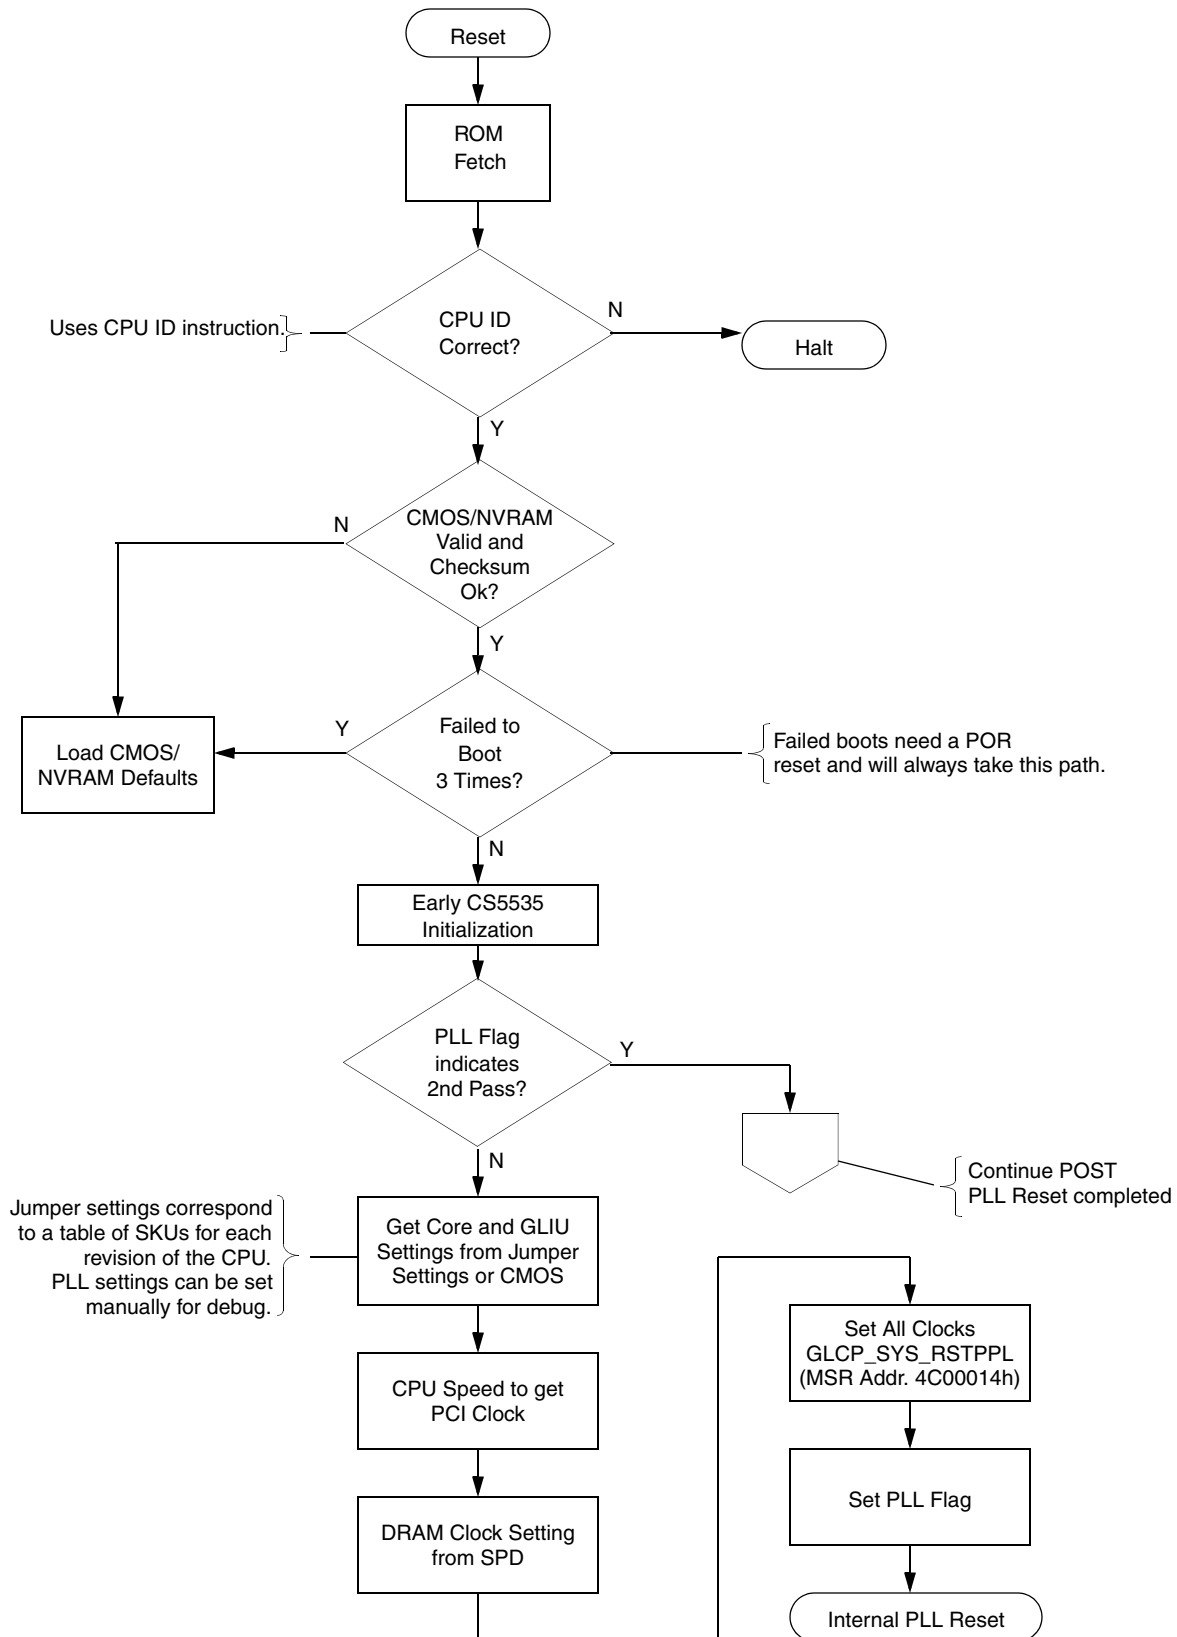 Reset
ROM
Fetch
Uses CPU ID instruction.
CPU ID
Correct?
N
Halt
Y
N
CMOS/NVRAM
Valid and
Checksum
Ok?
Y
Load CMOS/
NVRAM Defaults
Y
Failed to
Boot
3 Times?
Failed boots need a POR
reset and will always take this path.
N
Early CS5535
Initialization
PLL Flag
indicates
2nd Pass?
Y
Continue POST
PLL Reset completed
N
Jumper settings correspond
to a table of SKUs for each
revision of the CPU.
PLL settings can be set
manually for debug.
Get Core and GLIU
Settings from Jumper
Settings or CMOS
CPU Speed to get
PCI Clock
DRAM Clock Setting
from SPD
Set All Clocks
GLCP_SYS_RSTPPL
(MSR Addr. 4C00014h)
Set PLL Flag
Internal PLL Reset